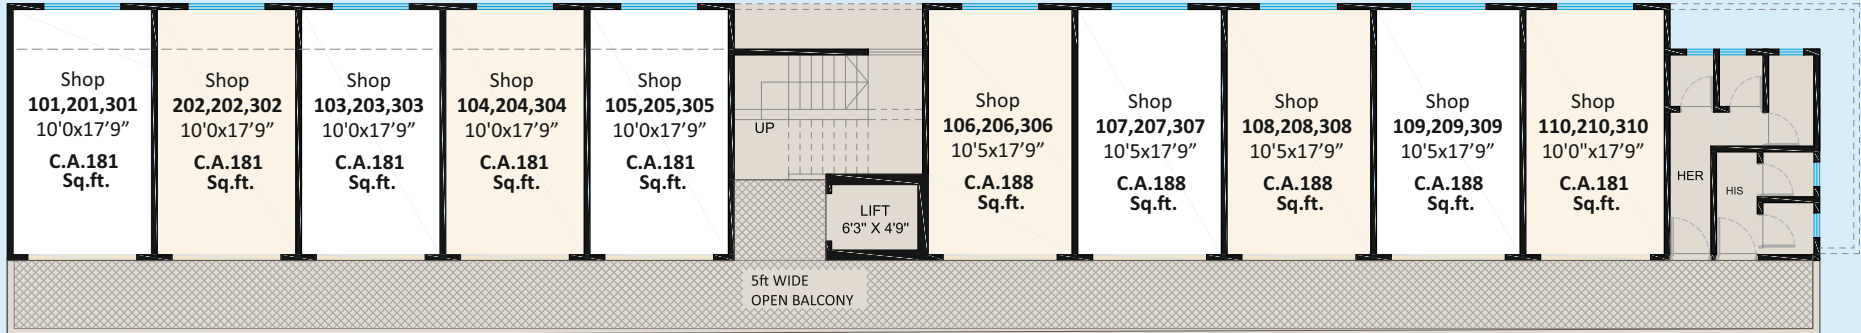 Shop
101,201,301
10'0x17'9”
C.A.181
Sq.ft.
Shop
202,202,302
10'0x17'9”
C.A.181
Sq.ft.
Shop
103,203,303
10'0x17'9”
C.A.181
Sq.ft.
Shop
104,204,304
10'0x17'9”
C.A.181
Sq.ft.
Shop
105,205,305
10'0x17'9”
C.A.181
Sq.ft.
UP
LIFT
6'3" X 4'9"
Shop
106,206,306
10'5x17'9”
C.A.188
Sq.ft.
Shop
107,207,307
10'5x17'9”
C.A.188
Sq.ft.
Shop
108,208,308
10'5x17'9”
C.A.188
Sq.ft.
Shop
109,209,309
10'5x17'9”
C.A.188
Sq.ft.
Shop
110,210,310
10'0"x17'9”
C.A.181
Sq.ft.
HER
HIS
5ft WIDE
OPEN BALCONY